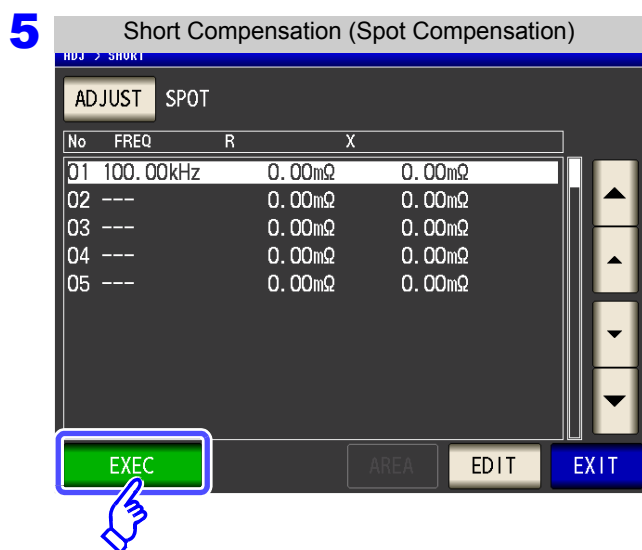 5
Short Compensation (Spot Compensation)
ADJ > SHORT
ADJUST SPOT
No FREQ R X
01 100.00kHz 0.00mΩ 0.00mΩ
02 --- 0.00mΩ 0.00mΩ
03 --- 0.00mΩ 0.00mΩ
04 --- 0.00mΩ 0.00mΩ
05 --- 0.00mΩ 0.00mΩ
EXEC AREA EDIT EXIT